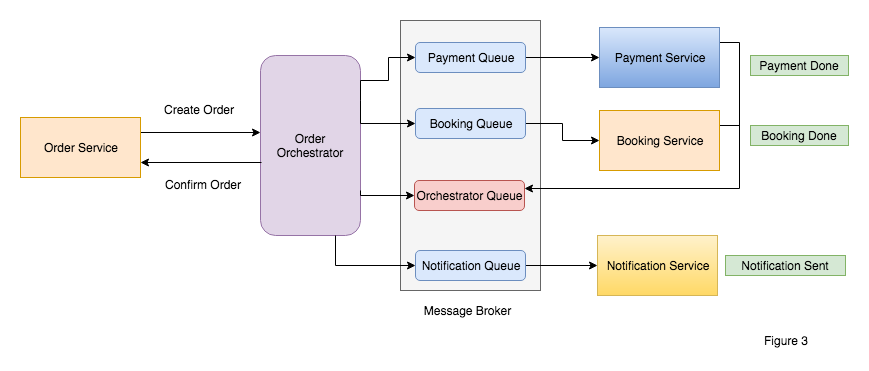 Payment Queue
Payment Service
Payment Done
Create Order
Order
Orchestrator
Booking Queue
Booking Service
Booking Done
Order Service
Confirm Order
Orchestrator Queue
Notification Queue
Notification Service
Notification Sent
Message Broker
Figure 3